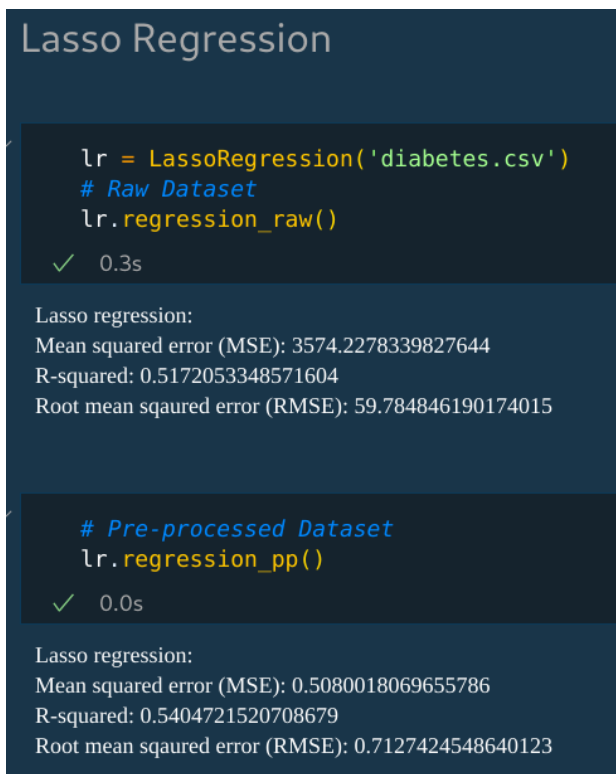 Lasso Regression
lr = LassoRegression('diabetes.csv')
# Raw Dataset
lr.regression_raw()
✓ 0.3s
Lasso regression:
Mean squared error (MSE): 3574.2278339827644
R-squared: 0.5172053348571604
Root mean sqaured error (RMSE): 59.784846190174015
# Pre-processed Dataset
lr.regression_pp()
✓ 0.0s
Lasso regression:
Mean squared error (MSE): 0.5080018069655786
R-squared: 0.5404721520708679
Root mean sqaured error (RMSE): 0.7127424548640123